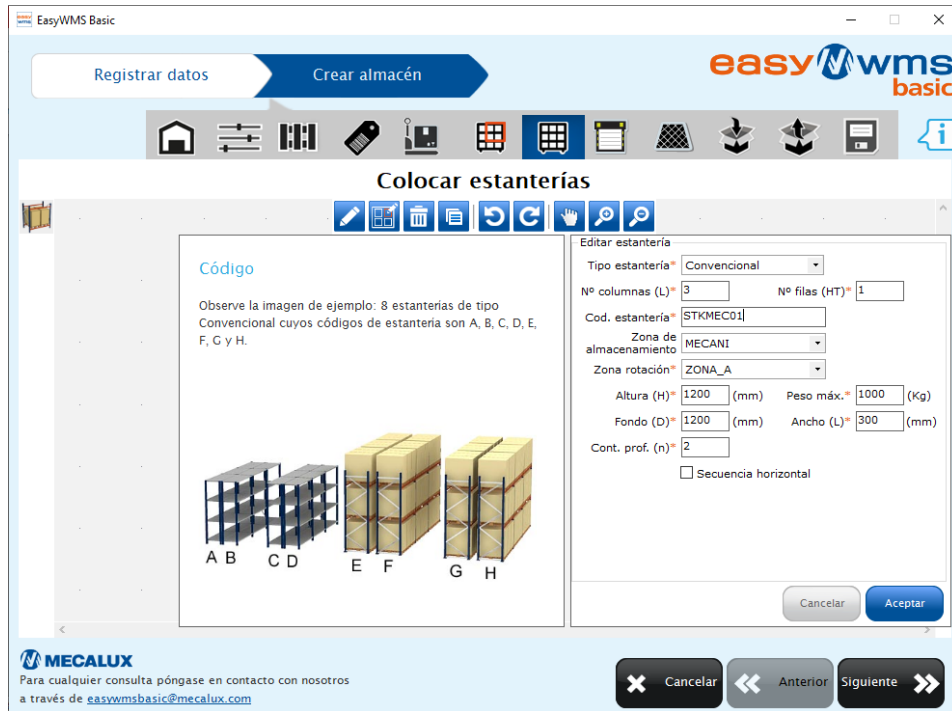 EasyWMS Basic
Registrar datos
Crear almacén
easy wms
basic
i
Colocar estanterías
Código
Observe la imagen de ejemplo: 8 estanterias de tipo
Convencional cuyos códigos de estanteria son A, B, C, D, E,
F, G y H.
A B C D E F G H
Editar estantería
Tipo estantería* Convencional
Nº columnas (L)* 3 Nº filas (HT)* 1
Cod. estantería* STKMEC01
Zona de
almacenamiento MECANI
Zona rotación* ZONA_A
Altura (H)* 1200 (mm) Peso máx.* 1000 (Kg)
Fondo (D)* 1200 (mm) Ancho (L)* 300 (mm)
Cont. prof. (n)* 2
Secuencia horizontal
Cancelar Aceptar
MECALUX
Para cualquier consulta póngase en contacto con nosotros
a través de easywmsbasic@mecalux.com
Cancelar Anterior Siguiente